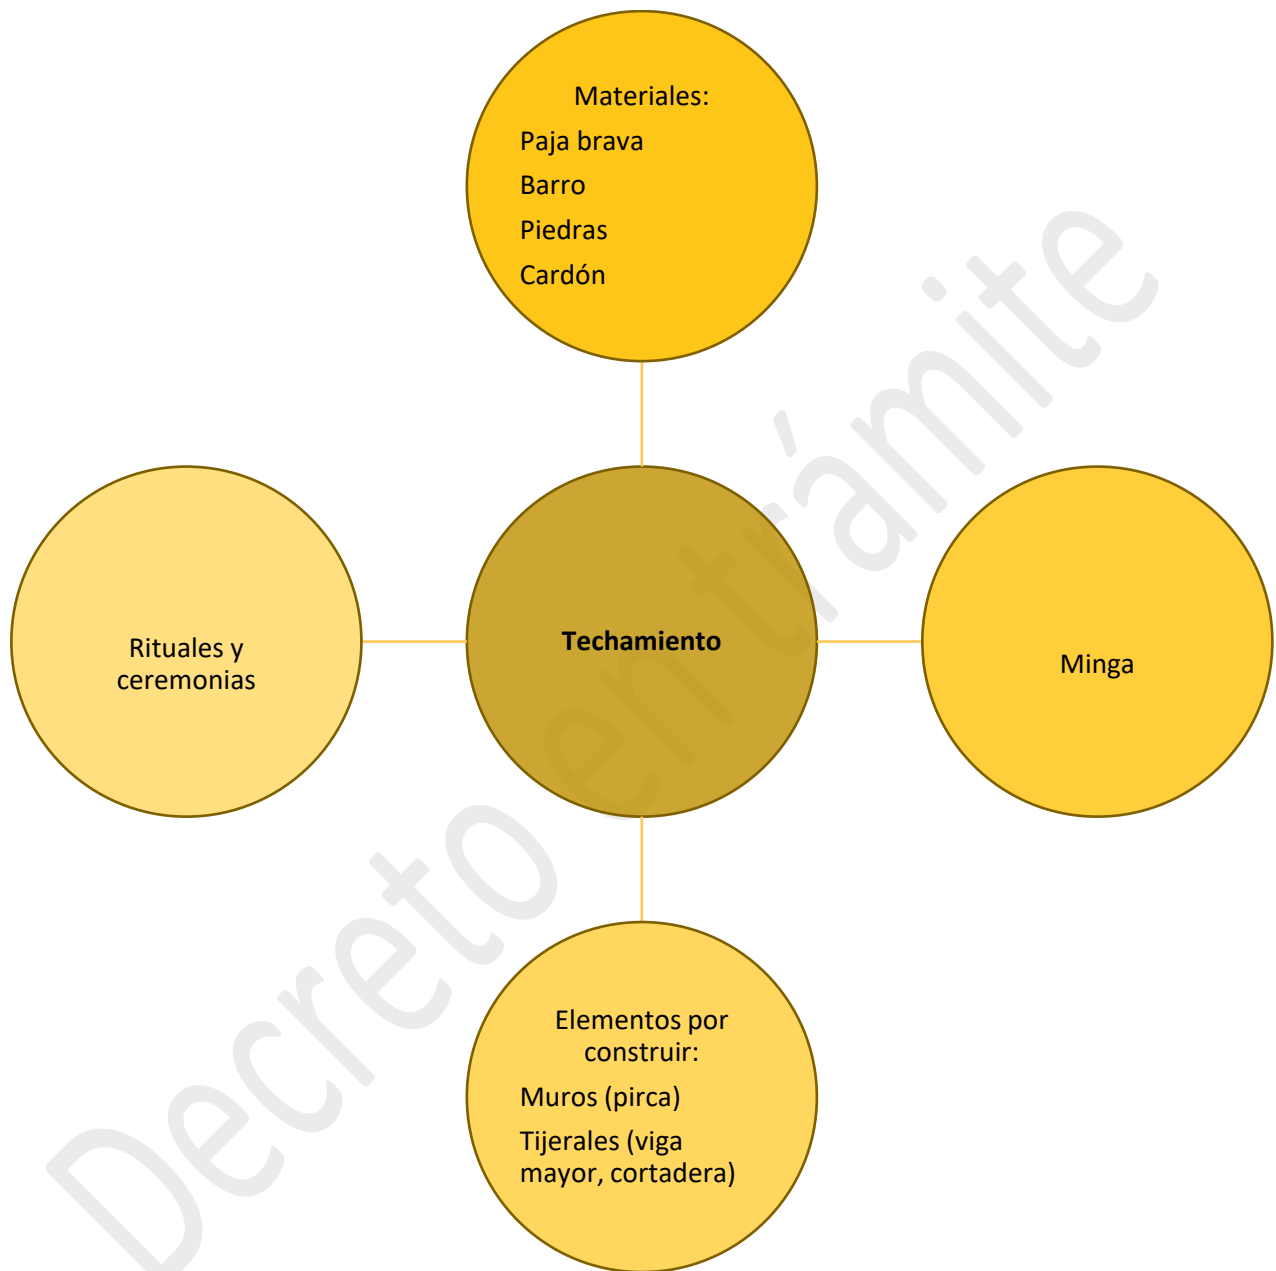 Materiales:
Paja brava
Barro
Piedras
Cardón
Rituales y
ceremonias
Techamiento
Minga
Elementos por
construir:
Muros (pirca)
Tijerales (viga
mayor, cortadera)
Decreto en trámite